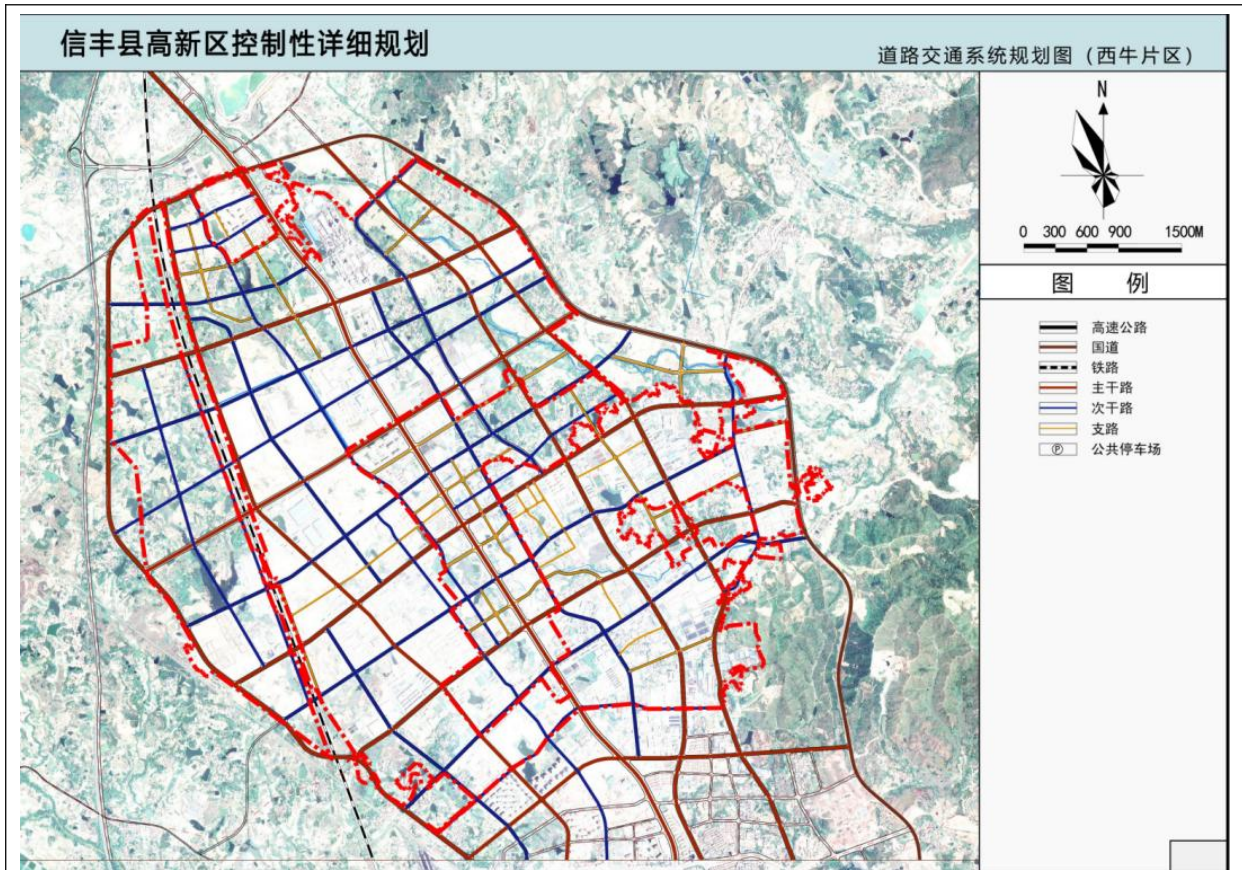 信丰县高新区控制性详细规划
道路交通系统规划图（西牛片区）
N
0 300 600 900 1500M
图 例
高速公路
国道
铁路
主干路
次干路
支路
Ⓟ 公共停车场